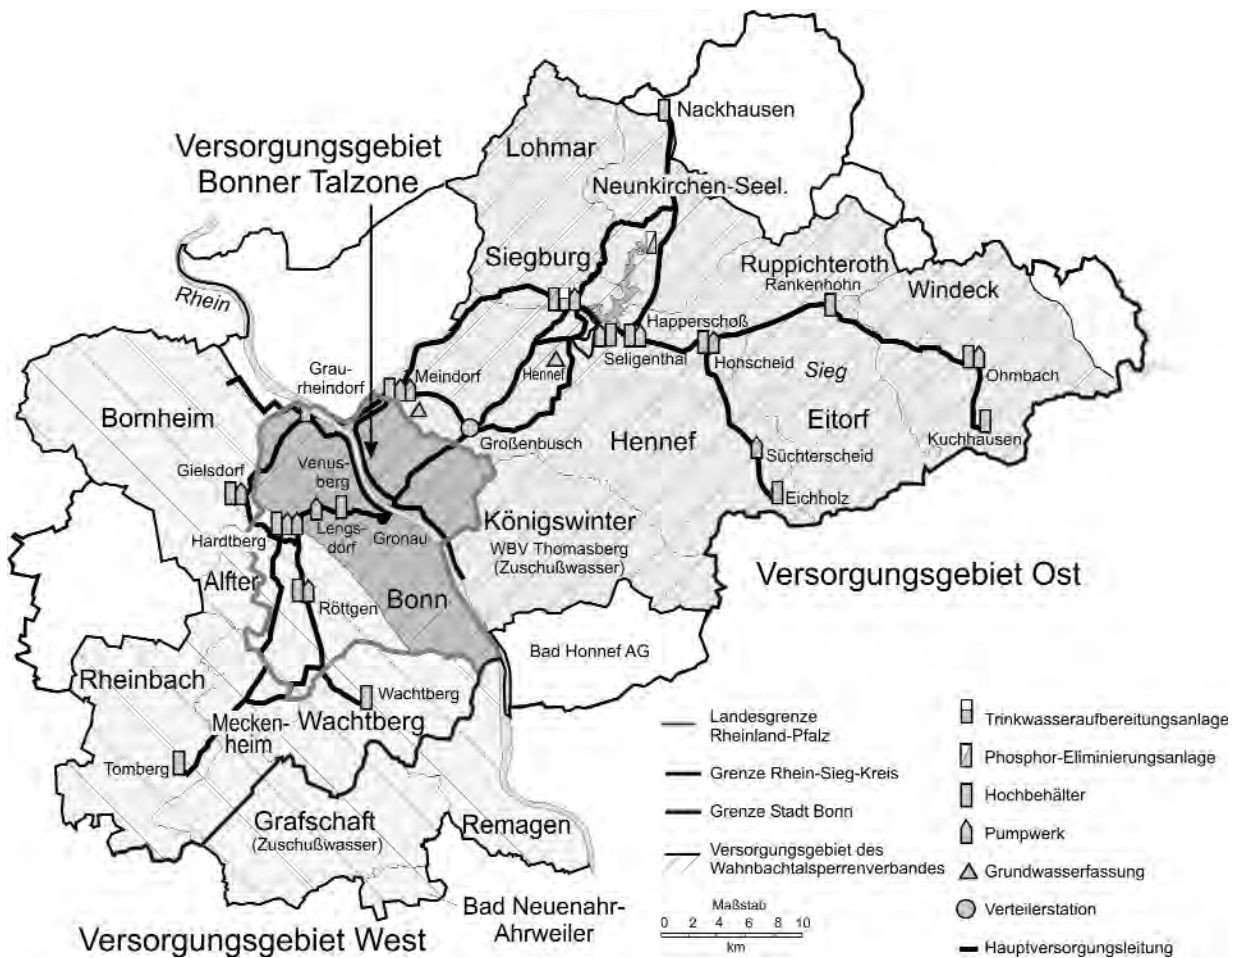 Nackhausen
Lohmar
Versorgungsgebiet
Bonner Talzone
Neunkirchen-Seel.
Siegburg
Ruppichteroth
Rankenhohn
Windeck
Rhein
Happerschoß
Seligenthal
Honscheid
Grau-
rheindorf
Meindorf
Hennef
Sieg
Ohmbach
Bornheim
Eitorf
Großenbusch
Hennef
Kuchhausen
Gielsdorf
Venus-
berg
Süchterscheid
Eichholz
Königswinter
WBV Thomasberg
(Zuschußwasser)
Hardtberg
Lengs-
dorf
Gronau
Alfter
Versorgungsgebiet Ost
Röttgen
Bonn
Bad Honnef AG
Rheinbach
Wachtberg
Wachtberg
Mecken-
heim
Tomberg
Grafschaft
(Zuschußwasser)
Remagen
Bad Neuenahr-
Ahrweiler
Versorgungsgebiet West
Landesgrenze
Rheinland-Pfalz
Grenze Rhein-Sieg-Kreis
Grenze Stadt Bonn
Versorgungsgebiet des
Wahnbachtalsperrenverbandes
Maßstab
0 2 4 6 8 10
km
Trinkwasseraufbereitungsanlage
Phosphor-Eliminierungsanlage
Hochbehälter
Pumpwerk
Grundwasserfassung
Verteilerstation
Hauptversorgungsleitung